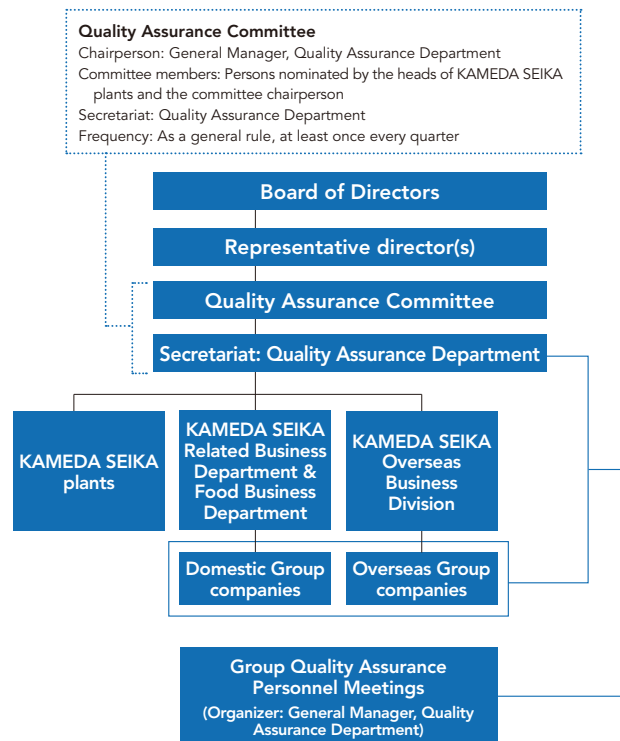 Quality Assurance Committee
Chairperson: General Manager, Quality Assurance Department
Committee members: Persons nominated by the heads of KAMEDA SEIKA
plants and the committee chairperson
Secretariat: Quality Assurance Department
Frequency: As a general rule, at least once every quarter
Board of Directors
Representative director(s)
Quality Assurance Committee
Secretariat: Quality Assurance Department
KAMEDA SEIKA
plants
KAMEDA SEIKA
Related Business
Department &
Food Business
Department
KAMEDA SEIKA
Overseas
Business
Division
Domestic Group
companies
Overseas Group
companies
Group Quality Assurance
Personnel Meetings
(Organizer: General Manager, Quality
Assurance Department)